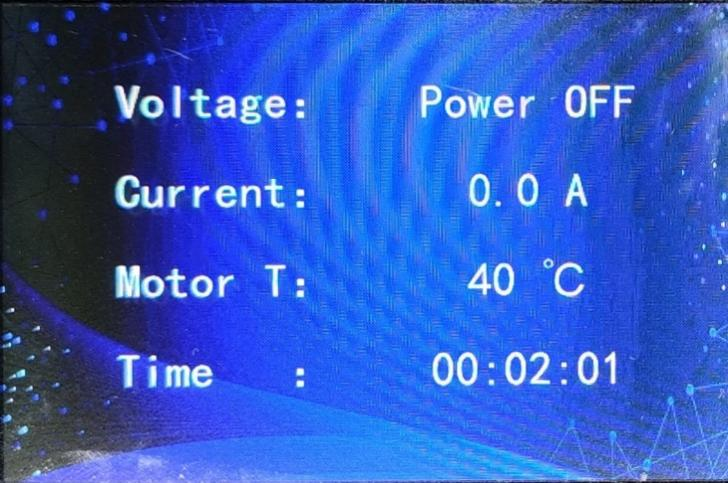 Voltage: Power OFF
Current: 0.0 A
Motor T: 40 ℃
Time : 00:02:01